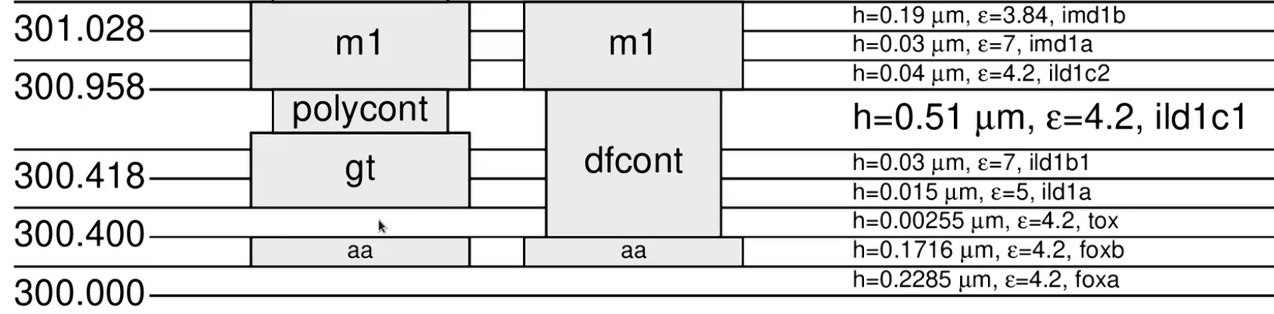 h=0.19 μm, ε=3.84, imd1b
301.028
m1
m1
h=0.03 μm, ε=7, imd1a
h=0.04 μm, ε=4.2, ild1c2
300.958
polycont
h=0.51 μm, ε=4.2, ild1c1
gt
dfcont
h=0.03 μm, ε=7, ild1b1
300.418
h=0.015 μm, ε=5, ild1a
h=0.00255 μm, ε=4.2, tox
300.400
aa
aa
h=0.1716 μm, ε=4.2, foxb
h=0.2285 μm, ε=4.2, foxa
300.000